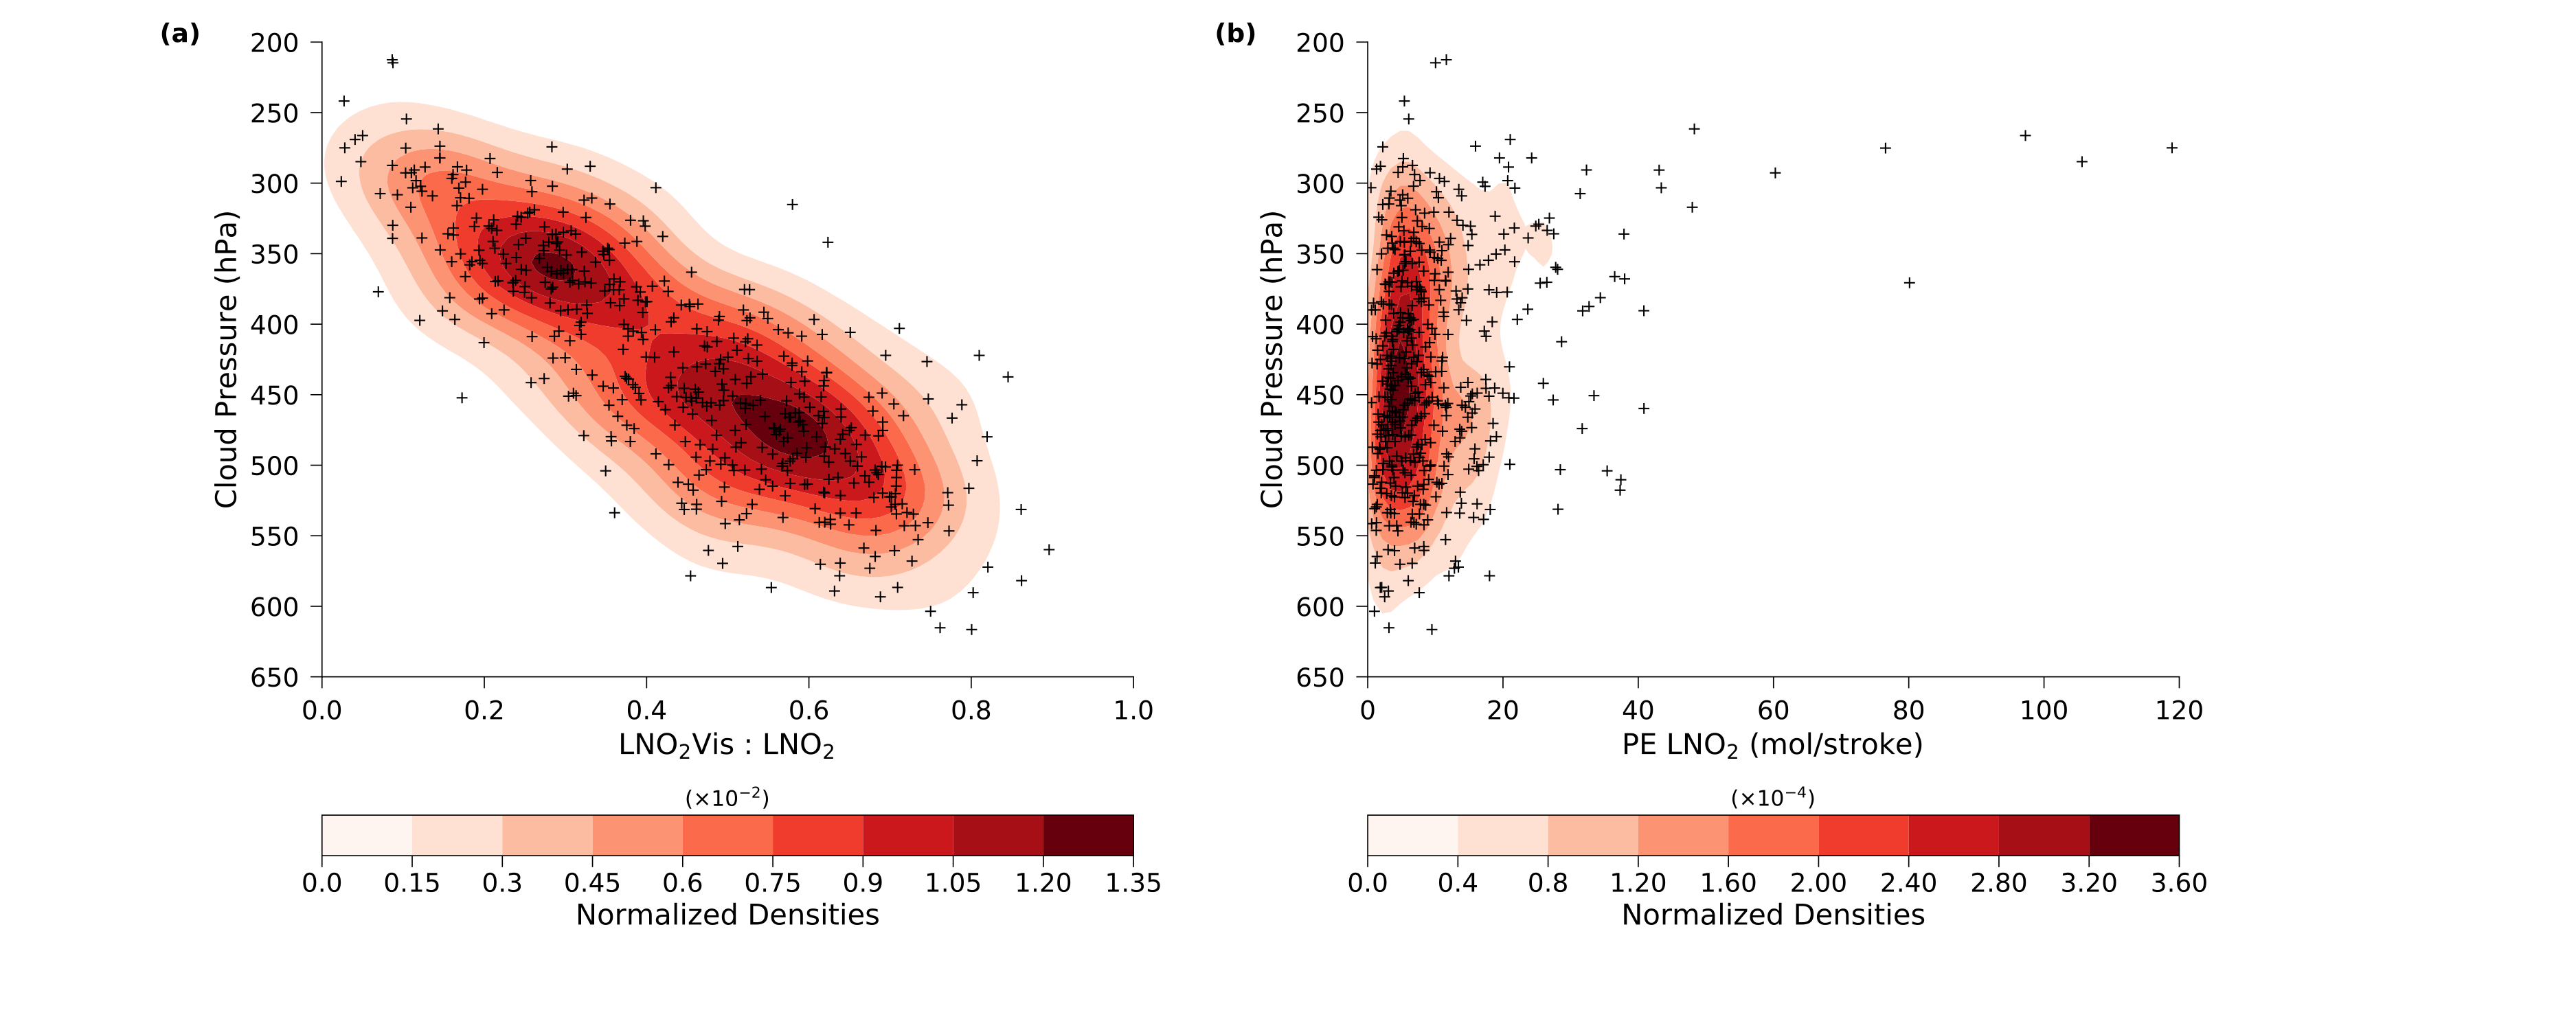 (a)
200
250
300
350
400
450
500
550
600
650
Cloud Pressure (hPa)
0.0 0.2 0.4 0.6 0.8 1.0
LNO₂Vis : LNO₂
(×10⁻²)
0.0 0.15 0.3 0.45 0.6 0.75 0.9 1.05 1.20 1.35
Normalized Densities
(b)
200
250
300
350
400
450
500
550
600
650
Cloud Pressure (hPa)
0 20 40 60 80 100 120
PE LNO₂ (mol/stroke)
(×10⁻⁴)
0.0 0.4 0.8 1.20 1.60 2.00 2.40 2.80 3.20 3.60
Normalized Densities